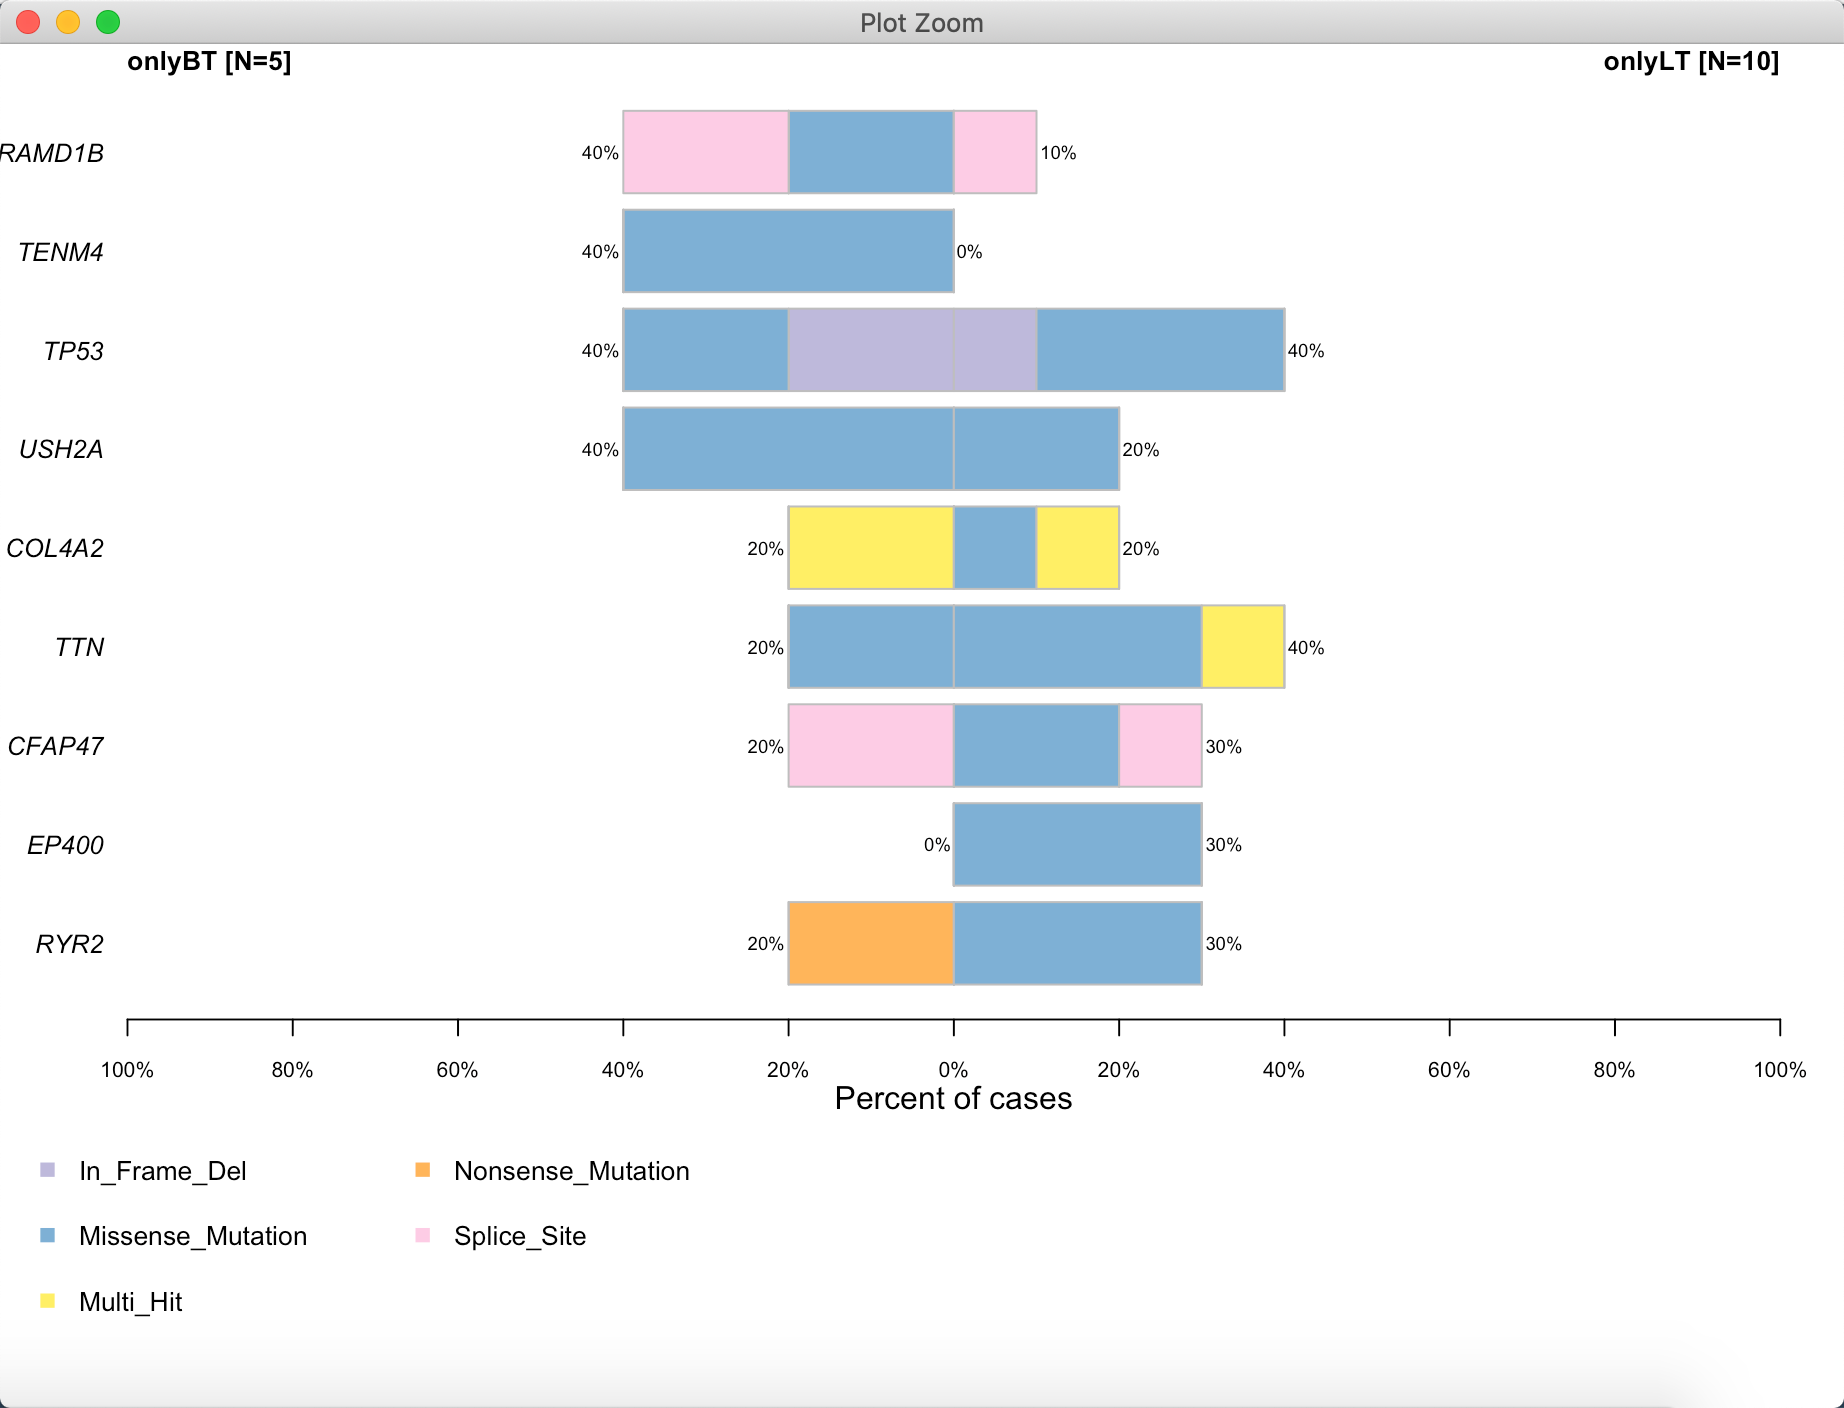 Plot Zoom
onlyBT [N=5] onlyLT [N=10]
RAMD1B 40% 10%
TENM4 40% 0%
TP53 40% 40%
USH2A 40% 20%
COL4A2 20% 20%
TTN 20% 40%
CFAP47 20% 30%
EP400 0% 30%
RYR2 20% 30%
100% 80% 60% 40% 20% 0% 20% 40% 60% 80% 100%
Percent of cases
In_Frame_Del Nonsense_Mutation
Missense_Mutation Splice_Site
Multi_Hit